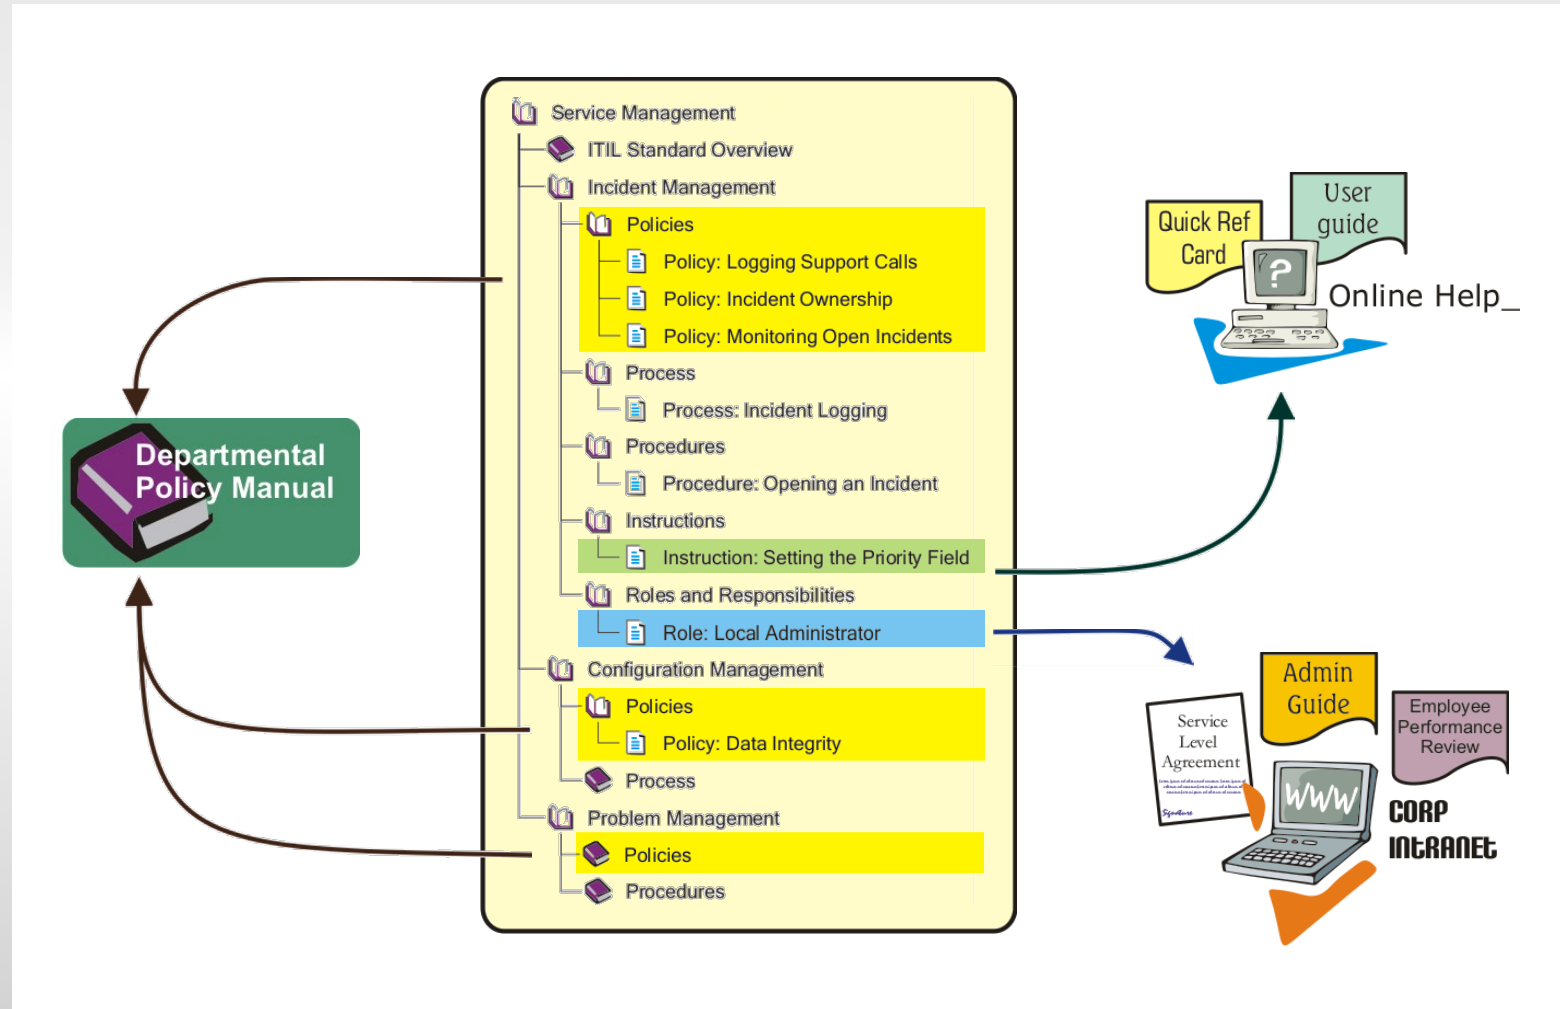 Service Management
ITIL Standard Overview
Incident Management
Policies
Policy: Logging Support Calls
Policy: Incident Ownership
Policy: Monitoring Open Incidents
Process
Process: Incident Logging
Procedures
Procedure: Opening an Incident
Instructions
Instruction: Setting the Priority Field
Roles and Responsibilities
Role: Local Administrator
Configuration Management
Policies
Policy: Data Integrity
Process
Problem Management
Policies
Procedures
Departmental
Policy Manual
Quick Ref
Card
User
guide
?
Online Help_
Service
Level
Agreement
Signature
Admin
Guide
Employee
Performance
Review
WWW
CORP
INTRANET